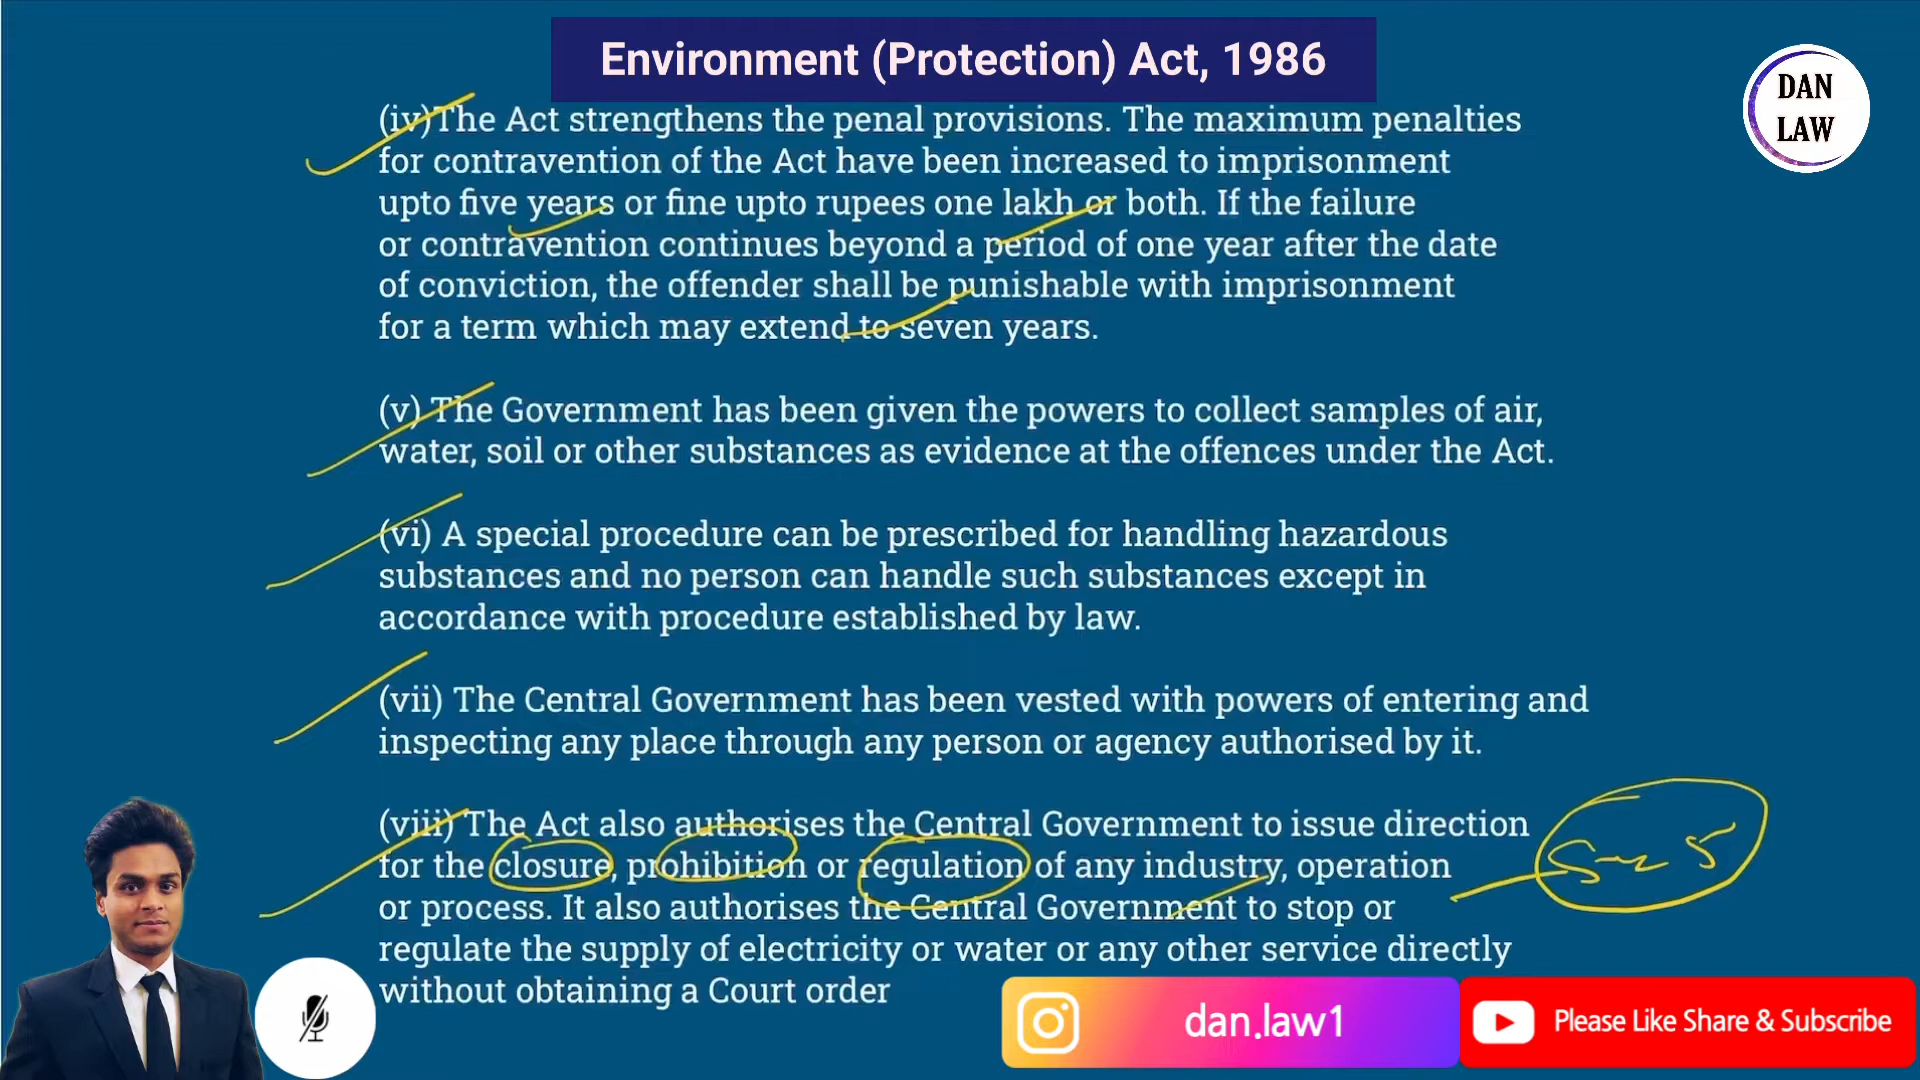 Environment (Protection) Act, 1986
DAN
LAW
(iv)The Act strengthens the penal provisions. The maximum penalties
for contravention of the Act have been increased to imprisonment
upto five years or fine upto rupees one lakh or both. If the failure
or contravention continues beyond a period of one year after the date
of conviction, the offender shall be punishable with imprisonment
for a term which may extend to seven years.
(v) The Government has been given the powers to collect samples of air,
water, soil or other substances as evidence at the offences under the Act.
(vi) A special procedure can be prescribed for handling hazardous
substances and no person can handle such substances except in
accordance with procedure established by law.
(vii) The Central Government has been vested with powers of entering and
inspecting any place through any person or agency authorised by it.
(viii) The Act also authorises the Central Government to issue direction
for the closure, prohibition or regulation of any industry, operation
Sec 5
or process. It also authorises the Central Government to stop or
regulate the supply of electricity or water or any other service directly
without obtaining a Court order
dan.law1
Please Like Share & Subscribe